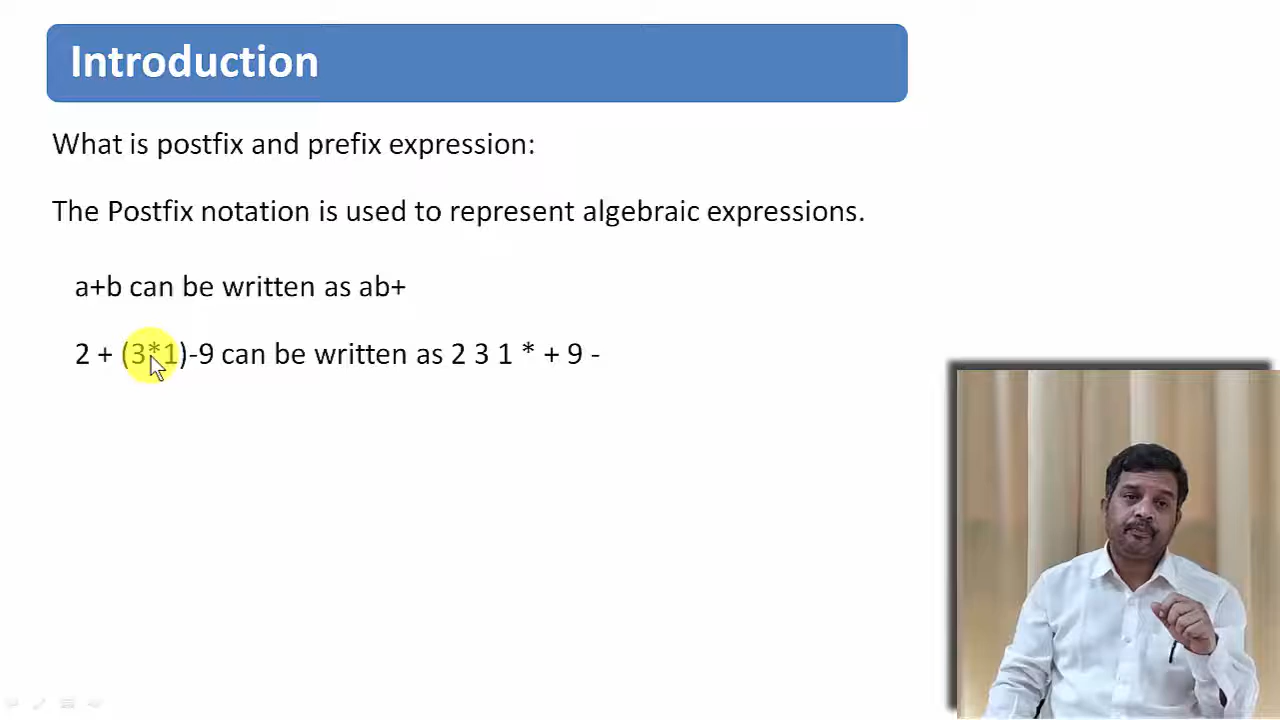 Introduction
What is postfix and prefix expression:
The Postfix notation is used to represent algebraic expressions.
a+b can be written as ab+
2 + (3*1)-9 can be written as 2 3 1 * + 9 -